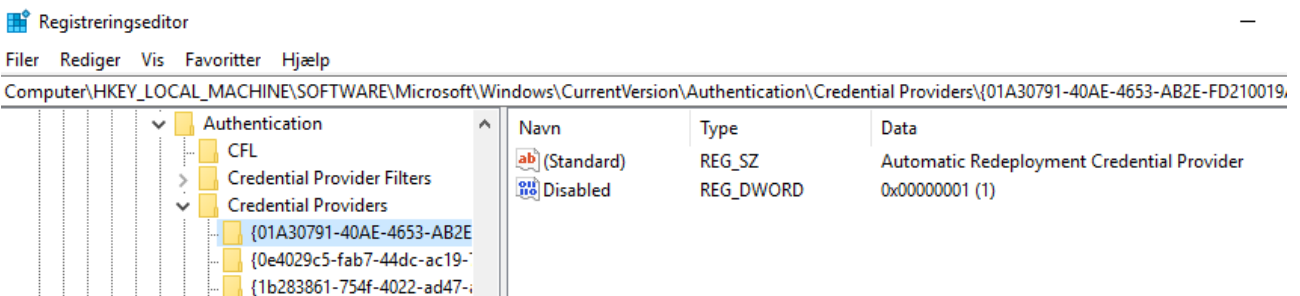 Registreringseditor
Filer Rediger Vis Favoritter Hjælp
Computer\HKEY_LOCAL_MACHINE\SOFTWARE\Microsoft\Windows\CurrentVersion\Authentication\Credential Providers\{01A30791-40AE-4653-AB2E-FD210019
Authentication
Navn Type Data
CFL
(Standard) REG_SZ Automatic Redeployment Credential Provider
Credential Provider Filters
Disabled REG_DWORD 0x00000001 (1)
Credential Providers
{01A30791-40AE-4653-AB2E
{0e4029c5-fab7-44dc-ac19-
{1b283861-754f-4022-ad47-